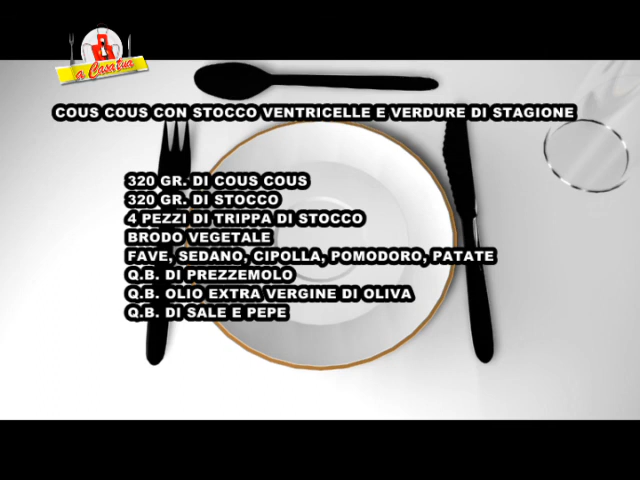 a Casa tua
COUS COUS CON STOCCO VENTRICELLE E VERDURE DI STAGIONE
320 GR. DI COUS COUS
320 GR. DI STOCCO
4 PEZZI DI TRIPPA DI STOCCO
BRODO VEGETALE
FAVE, SEDANO, CIPOLLA, POMODORO, PATATE
Q.B. DI PREZZEMOLO
Q.B. OLIO EXTRA VERGINE DI OLIVA
Q.B. DI SALE E PEPE